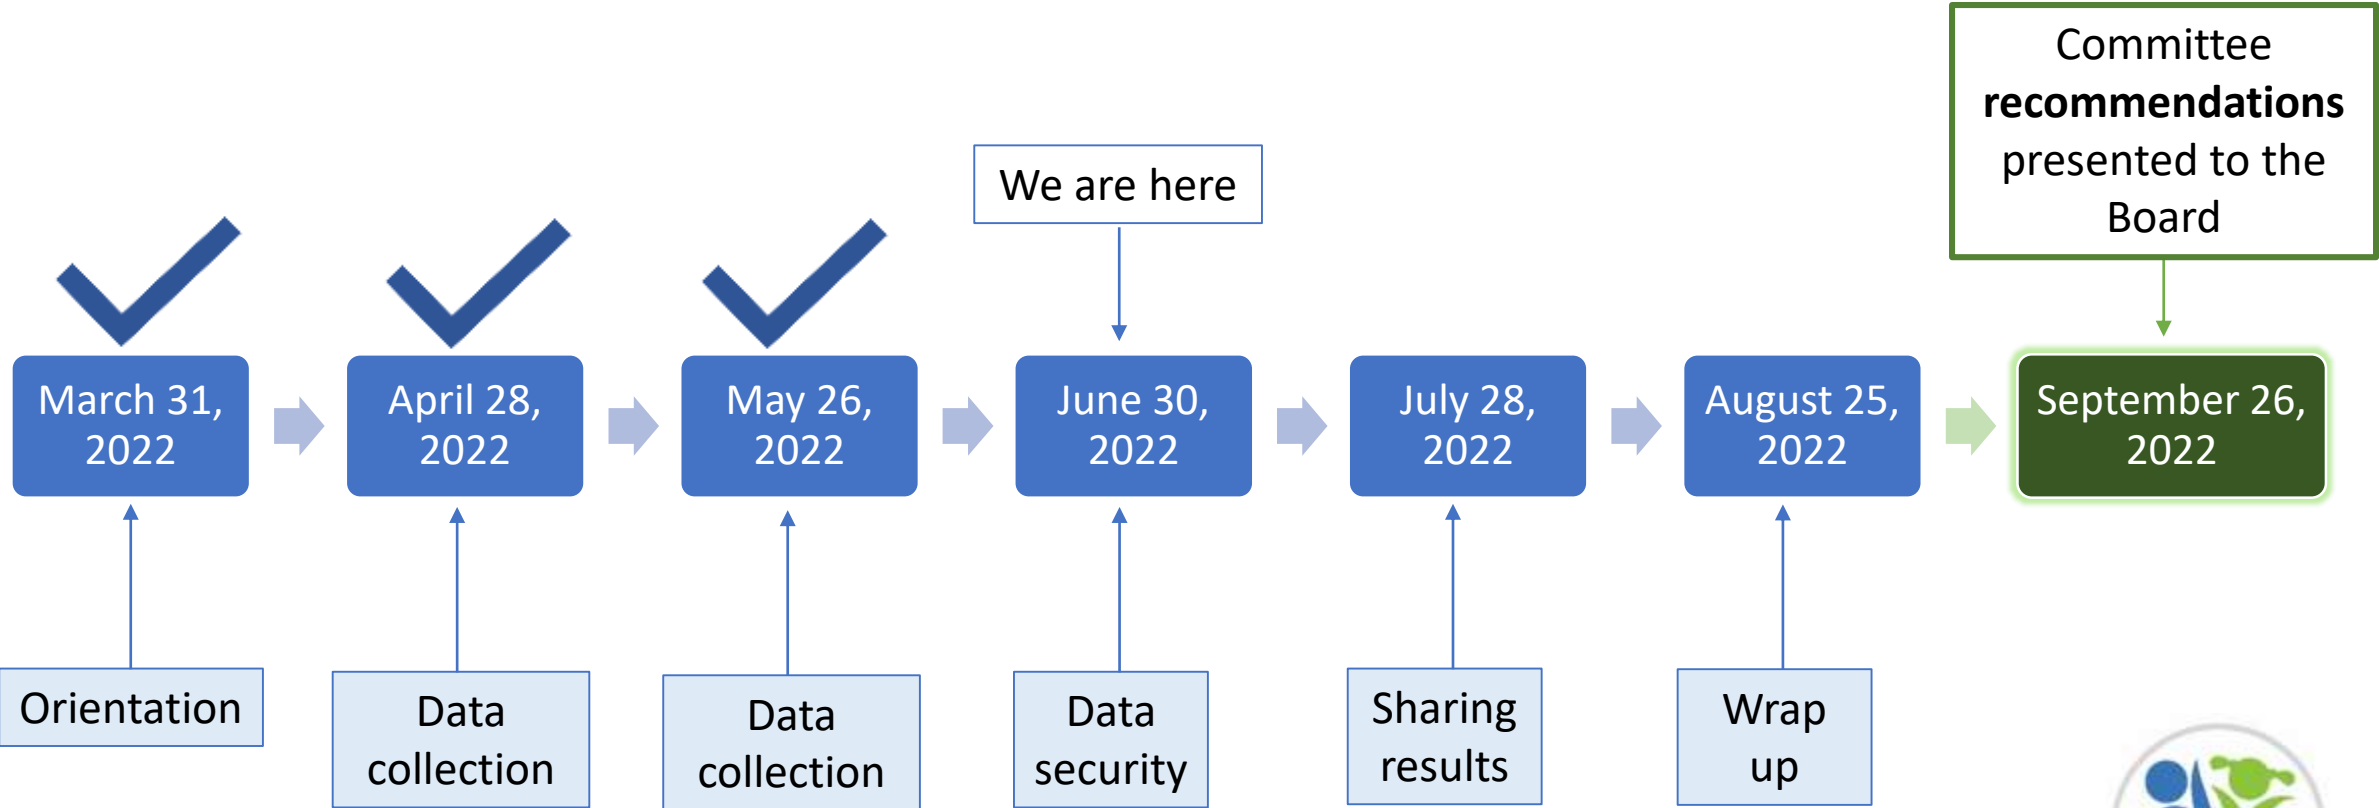 Committee
recommendations
presented to the
Board
We are here
March 31,
2022
April 28,
2022
May 26,
2022
June 30,
2022
July 28,
2022
August 25,
2022
September 26,
2022
Orientation
Data
collection
Data
collection
Data
security
Sharing
results
Wrap
up